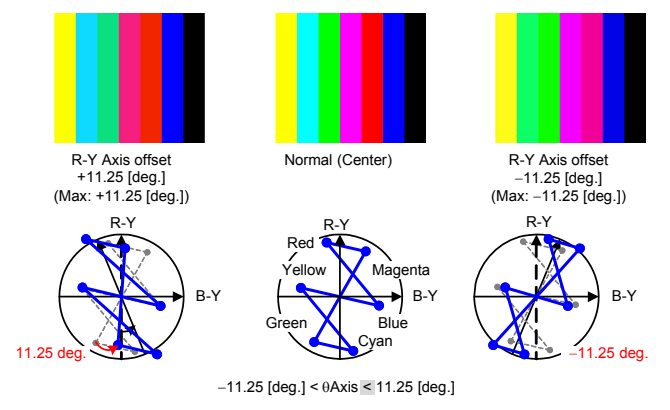 R-Y Axis offset
+11.25 [deg.]
(Max: +11.25 [deg.])
Normal (Center)
R-Y Axis offset
−11.25 [deg.]
(Max: −11.25 [deg.])
R-Y
B-Y
11.25 deg.
R-Y
Red
Yellow
Magenta
B-Y
Green
Blue
Cyan
R-Y
B-Y
−11.25 deg.
−11.25 [deg.] < θAxis < 11.25 [deg.]